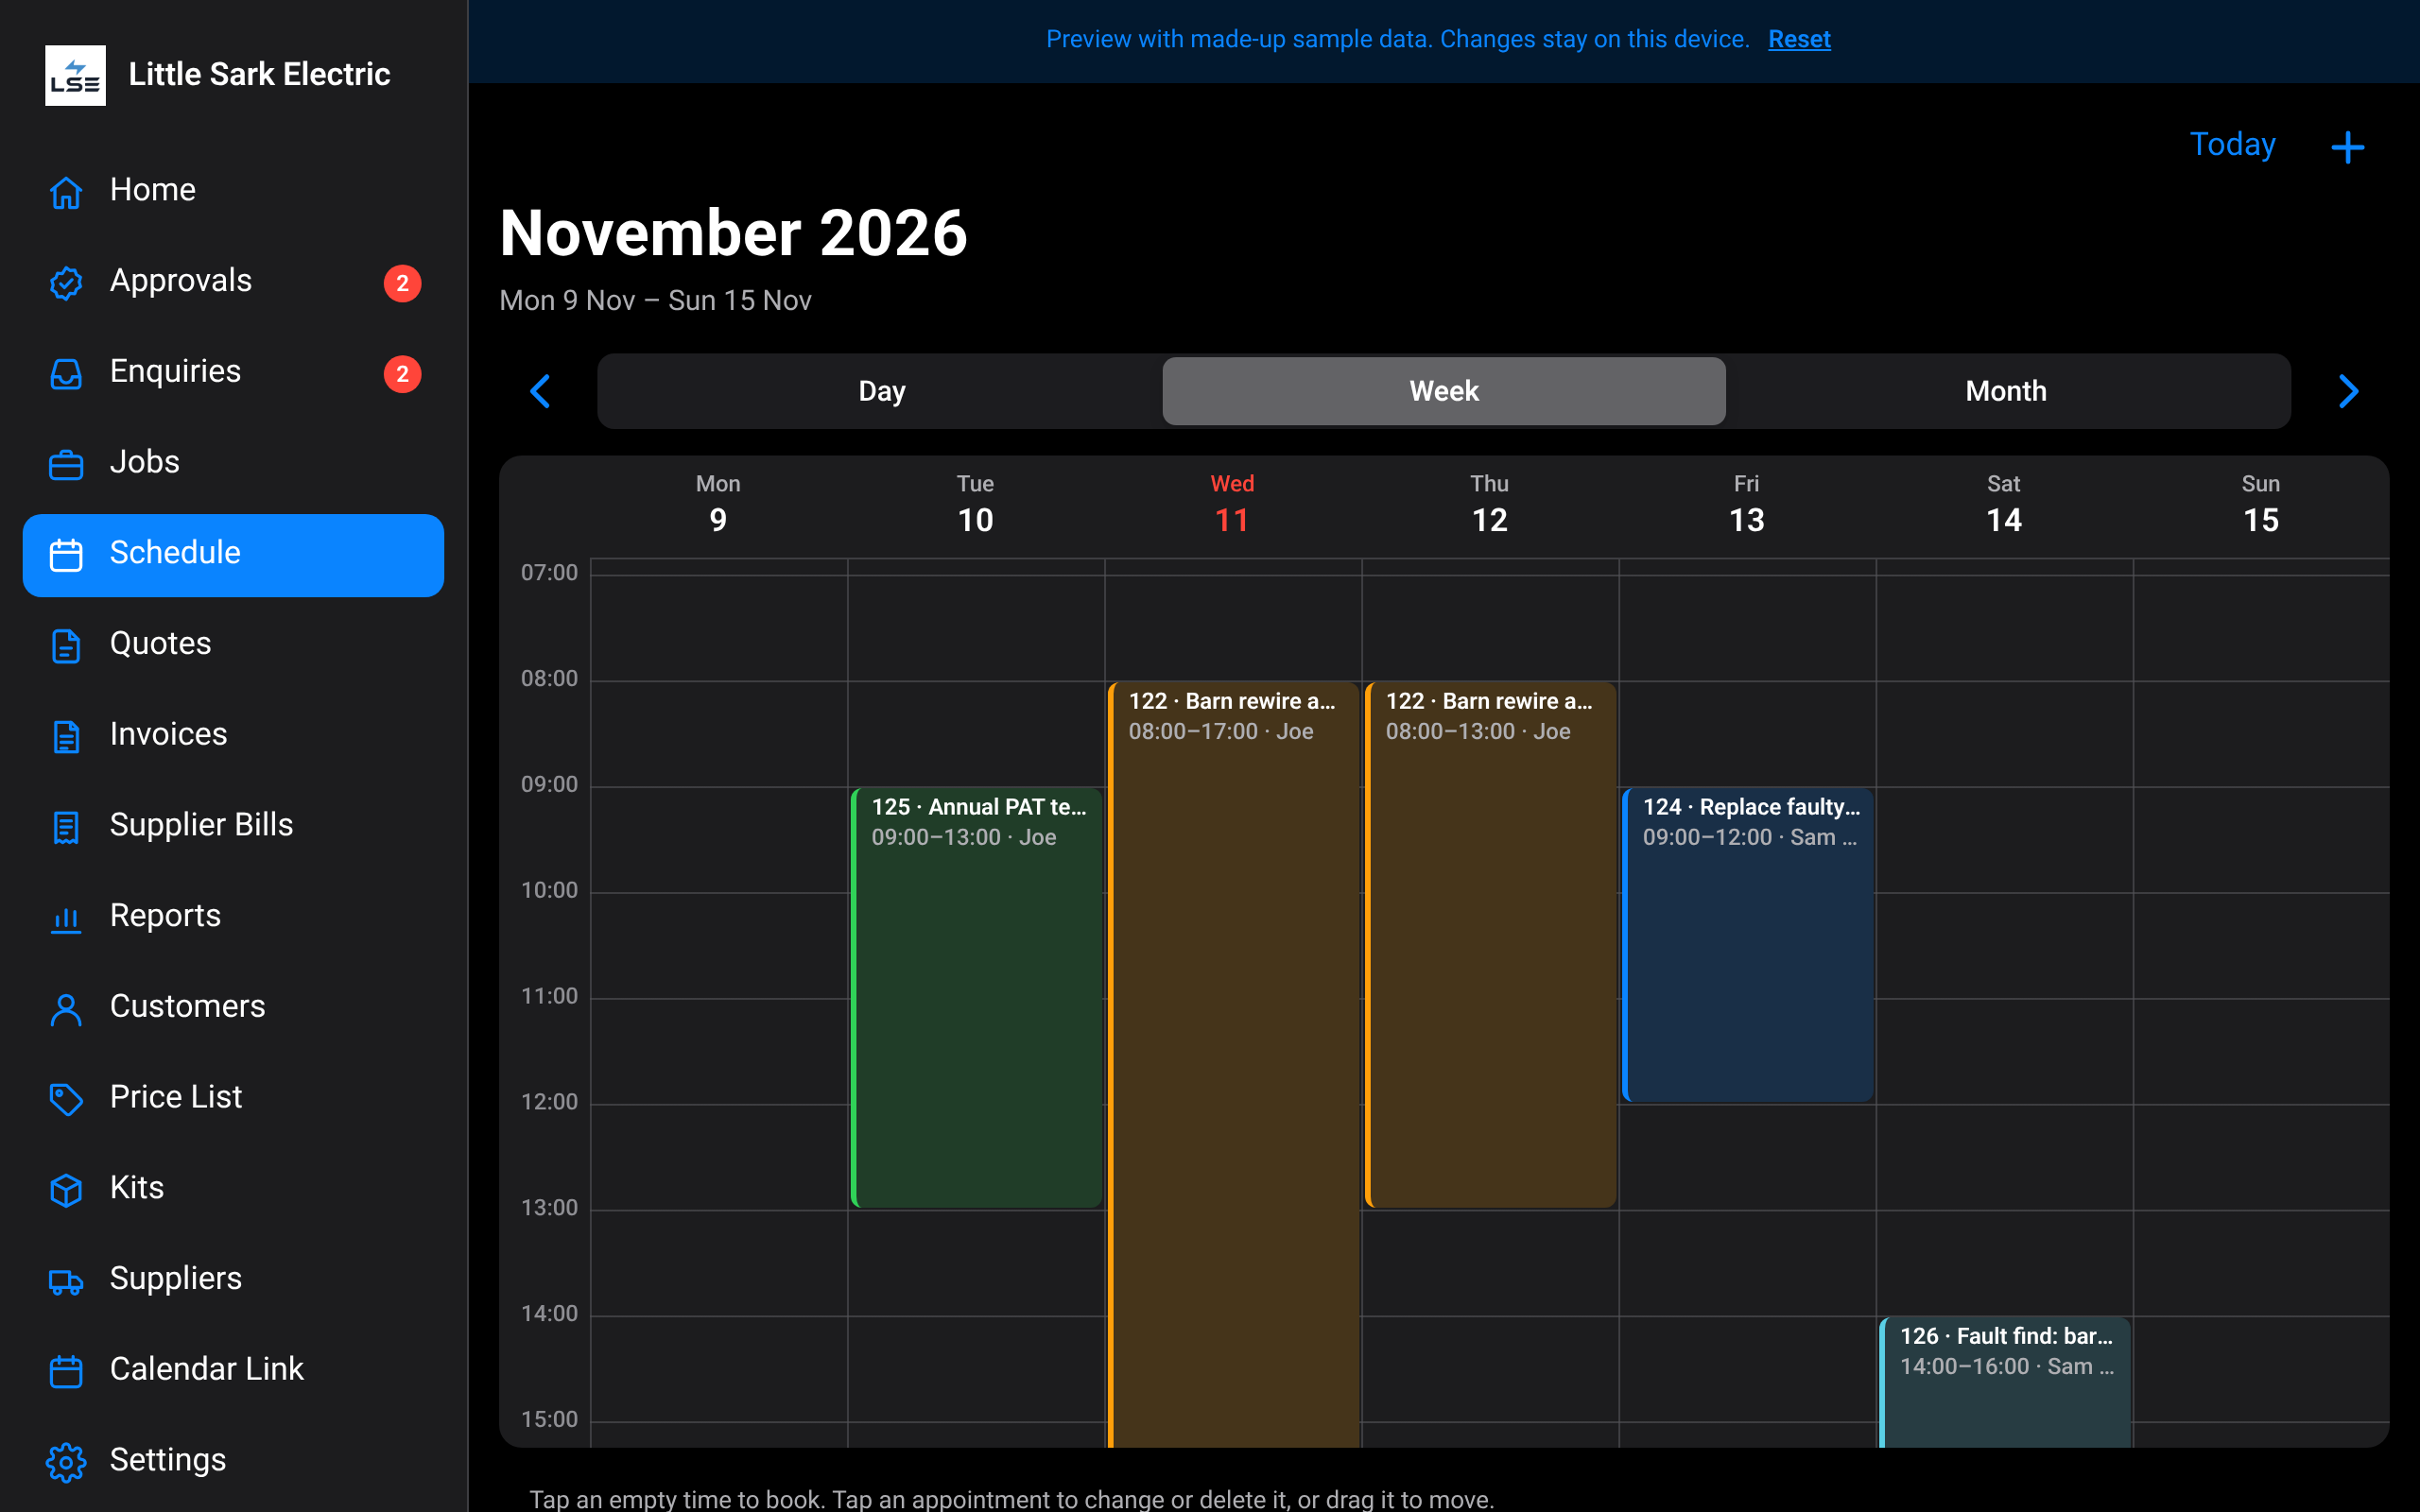 LSE
Little Sark Electric
Home
Approvals 2
Enquiries 2
Jobs
Schedule
Quotes
Invoices
Supplier Bills
Reports
Customers
Price List
Kits
Suppliers
Calendar Link
Settings
Preview with made-up sample data. Changes stay on this device. Reset
Today
November 2026
Mon 9 Nov – Sun 15 Nov
Day Week Month
Mon Tue Wed Thu Fri Sat Sun
9 10 11 12 13 14 15
07:00
08:00
122 · Barn rewire a... 122 · Barn rewire a...
08:00–17:00 · Joe 08:00–13:00 · Joe
09:00
125 · Annual PAT te... 124 · Replace faulty...
09:00–13:00 · Joe 09:00–12:00 · Sam ...
10:00
11:00
12:00
13:00
14:00
126 · Fault find: bar...
14:00–16:00 · Sam ...
15:00
Tap an empty time to book. Tap an appointment to change or delete it, or drag it to move.